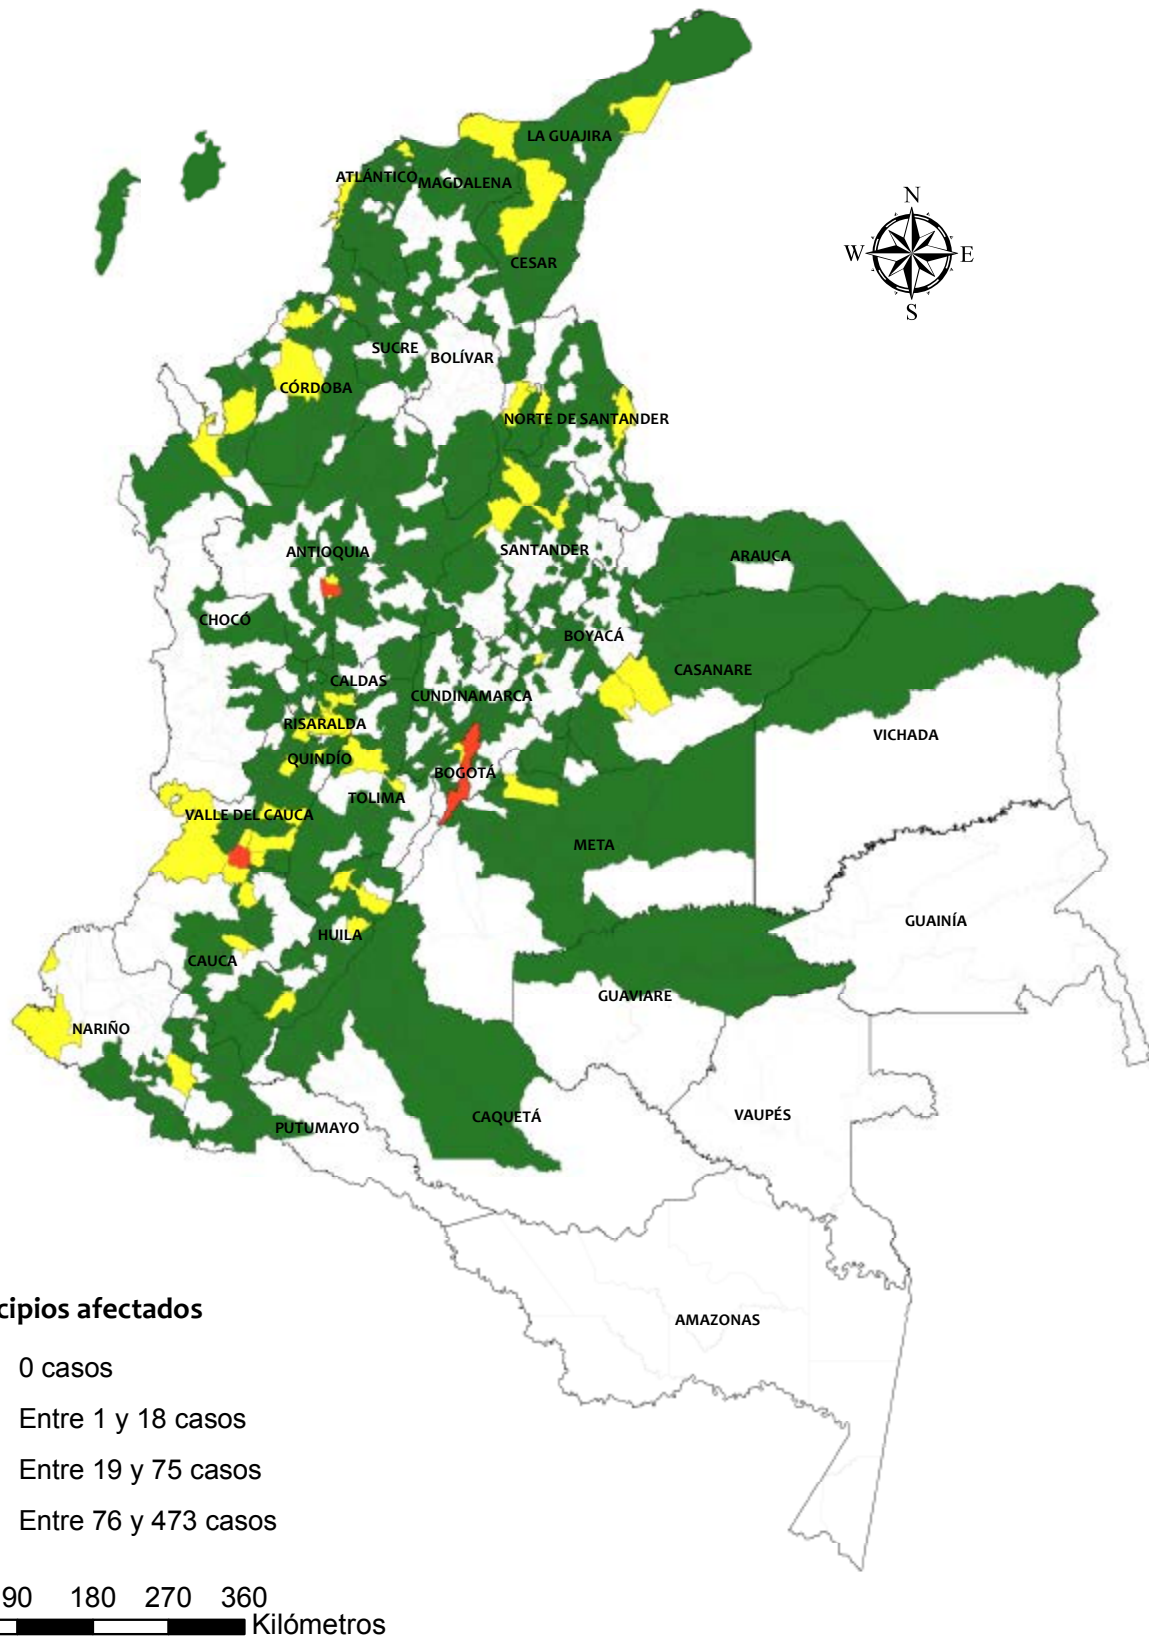 LA GUAJIRA
ATLÁNTICO
MAGDALENA
N
W
E
S
CESAR
SUCRE
BOLÍVAR
CÓRDOBA
NORTE DE SANTANDER
ANTIOQUIA
SANTANDER
ARAUCA
CHOCÓ
BOYACÁ
CASANARE
CALDAS
CUNDINAMARCA
RISARALDA
VICHADA
QUINDÍO
BOGOTÁ
TOLIMA
VALLE DEL CAUCA
META
GUAINÍA
HUILA
CAUCA
GUAVIARE
NARIÑO
VAUPÉS
CAQUETÁ
PUTUMAYO
AMAZONAS
cipios afectados
0 casos
Entre 1 y 18 casos
Entre 19 y 75 casos
Entre 76 y 473 casos
90 180 270 360
Kilómetros